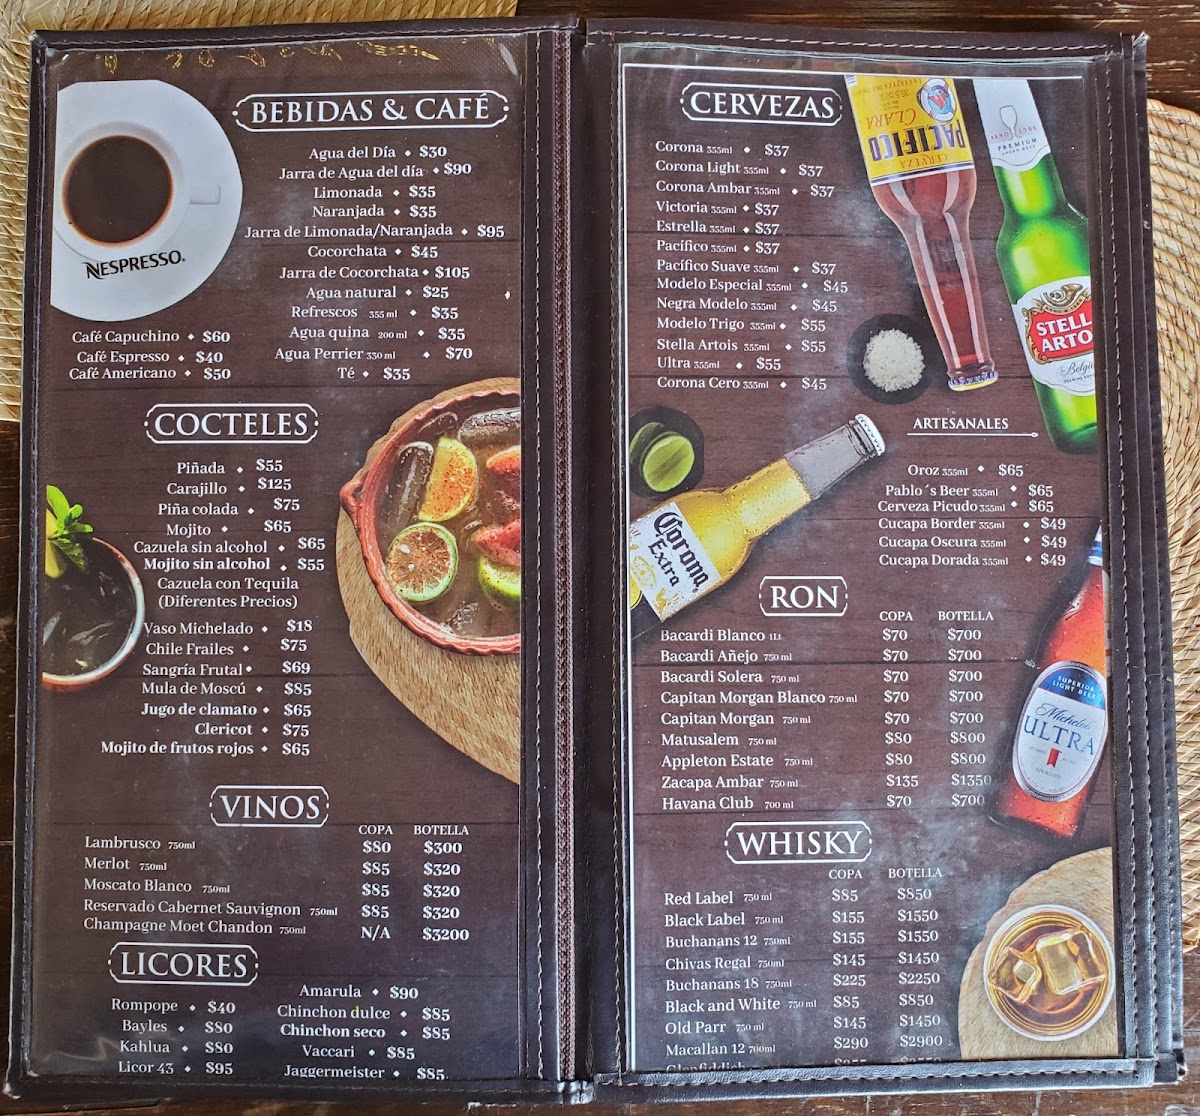 BEBIDAS & CAFÉ
Agua del Día • $30
Jarra de Agua del día • $90
Limonada • $35
Naranjada • $35
Jarra de Limonada/Naranjada • $95
Cocorchata • $45
Jarra de Cocorchata • $105
Agua natural • $25
Refrescos 355 ml • $35
Agua quina 200 ml • $35
Agua Perrier 330 ml • $70
Té • $35
NESPRESSO.
Café Capuchino • $60
Café Espresso • $40
Café Americano • $50
COCTELES
Piñada • $55
Carajillo • $125
Piña colada • $75
Mojito • $65
Cazuela sin alcohol • $65
Mojito sin alcohol • $55
Cazuela con Tequila
(Diferentes Precios)
Vaso Michelado • $18
Chile Frailes • $75
Sangría Frutal • $69
Mula de Moscú • $85
Jugo de clamato • $65
Clericot • $75
Mojito de frutos rojos • $65
VINOS
COPA BOTELLA
Lambrusco 750ml $80 $300
Merlot 750ml $85 $320
Moscato Blanco 750ml $85 $320
Reservado Cabernet Sauvignon 750ml $85 $320
Champagne Moet Chandon 750ml N/A $3200
LICORES
Rompope • $40
Bayles • $80
Kahlua • $80
Licor 43 • $95
Amarula • $90
Chinchon dulce • $85
Chinchon seco • $85
Vaccari • $85
Jaggermeister • $85
CERVEZAS
Corona 355ml • $37
Corona Light 355ml • $37
Corona Ambar 355ml • $37
Victoria 355ml • $37
Estrella 355ml • $37
Pacífico 355ml • $37
Pacífico Suave 355ml • $37
Modelo Especial 355ml • $45
Negra Modelo 355ml • $45
Modelo Trigo 355ml • $55
Stella Artois 355ml • $55
Ultra 355ml • $55
Corona Cero 355ml • $45
CERVEZA
PACIFICO
CLARA
PREMIUM
STELLA
ARTOIS
Belgi
ARTESANALES
Oroz 355ml • $65
Pablo´s Beer 355ml • $65
Cerveza Picudo 355ml • $65
Cucapa Border 355ml • $49
Cucapa Oscura 355ml • $49
Cucapa Dorada 355ml • $49
Corona
Extra
RON
COPA BOTELLA
Bacardi Blanco 1Lt $70 $700
Bacardi Añejo 750 ml $70 $700
Bacardi Solera 750 ml $70 $700
Capitan Morgan Blanco 750 ml $70 $700
Capitan Morgan 750 ml $70 $700
Matusalem 750 ml $80 $800
Appleton Estate 750 ml $80 $800
Zacapa Ambar 750 ml $135 $1350
Havana Club 700 ml $70 $700
SUPERIOR
LIGHT BEER
Michelob
ULTRA
WHISKY
COPA BOTELLA
Red Label 750 ml $85 $850
Black Label 750 ml $155 $1550
Buchanans 12 750ml $155 $1550
Chivas Regal 750ml $145 $1450
Buchanans 18 750ml $225 $2250
Black and White 750 ml $85 $850
Old Parr 750 ml $145 $1450
Macallan 12 700ml $290 $2900